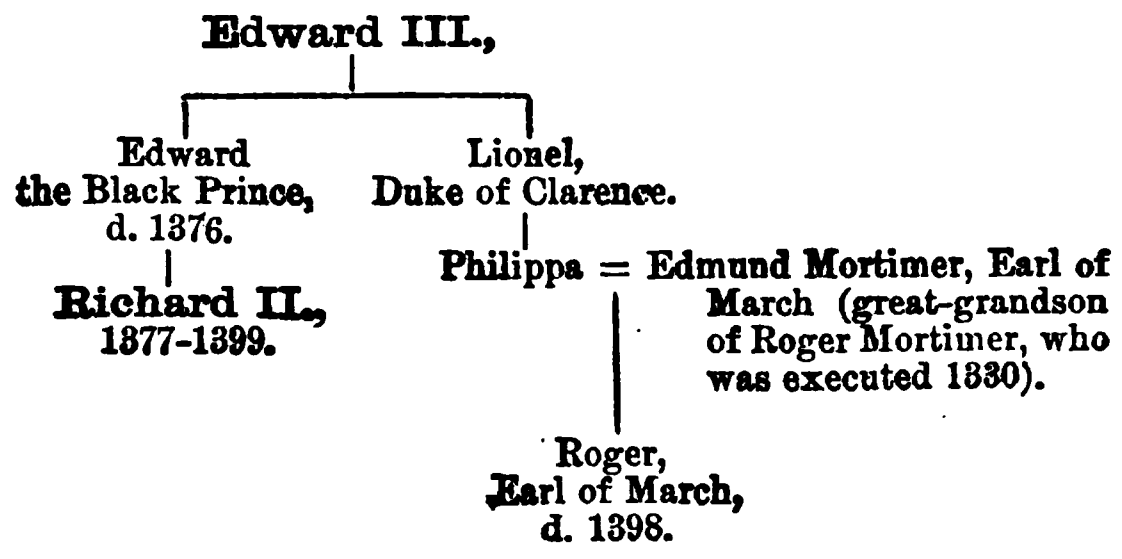 Edward III.,
Edward
the Black Prince,
d. 1376.
Lionel,
Duke of Clarence.
Richard II.,
1377-1399.
Philippa = Edmund Mortimer, Earl of
March (great-grandson
of Roger Mortimer, who
was executed 1330).
Roger,
Earl of March,
d. 1398.